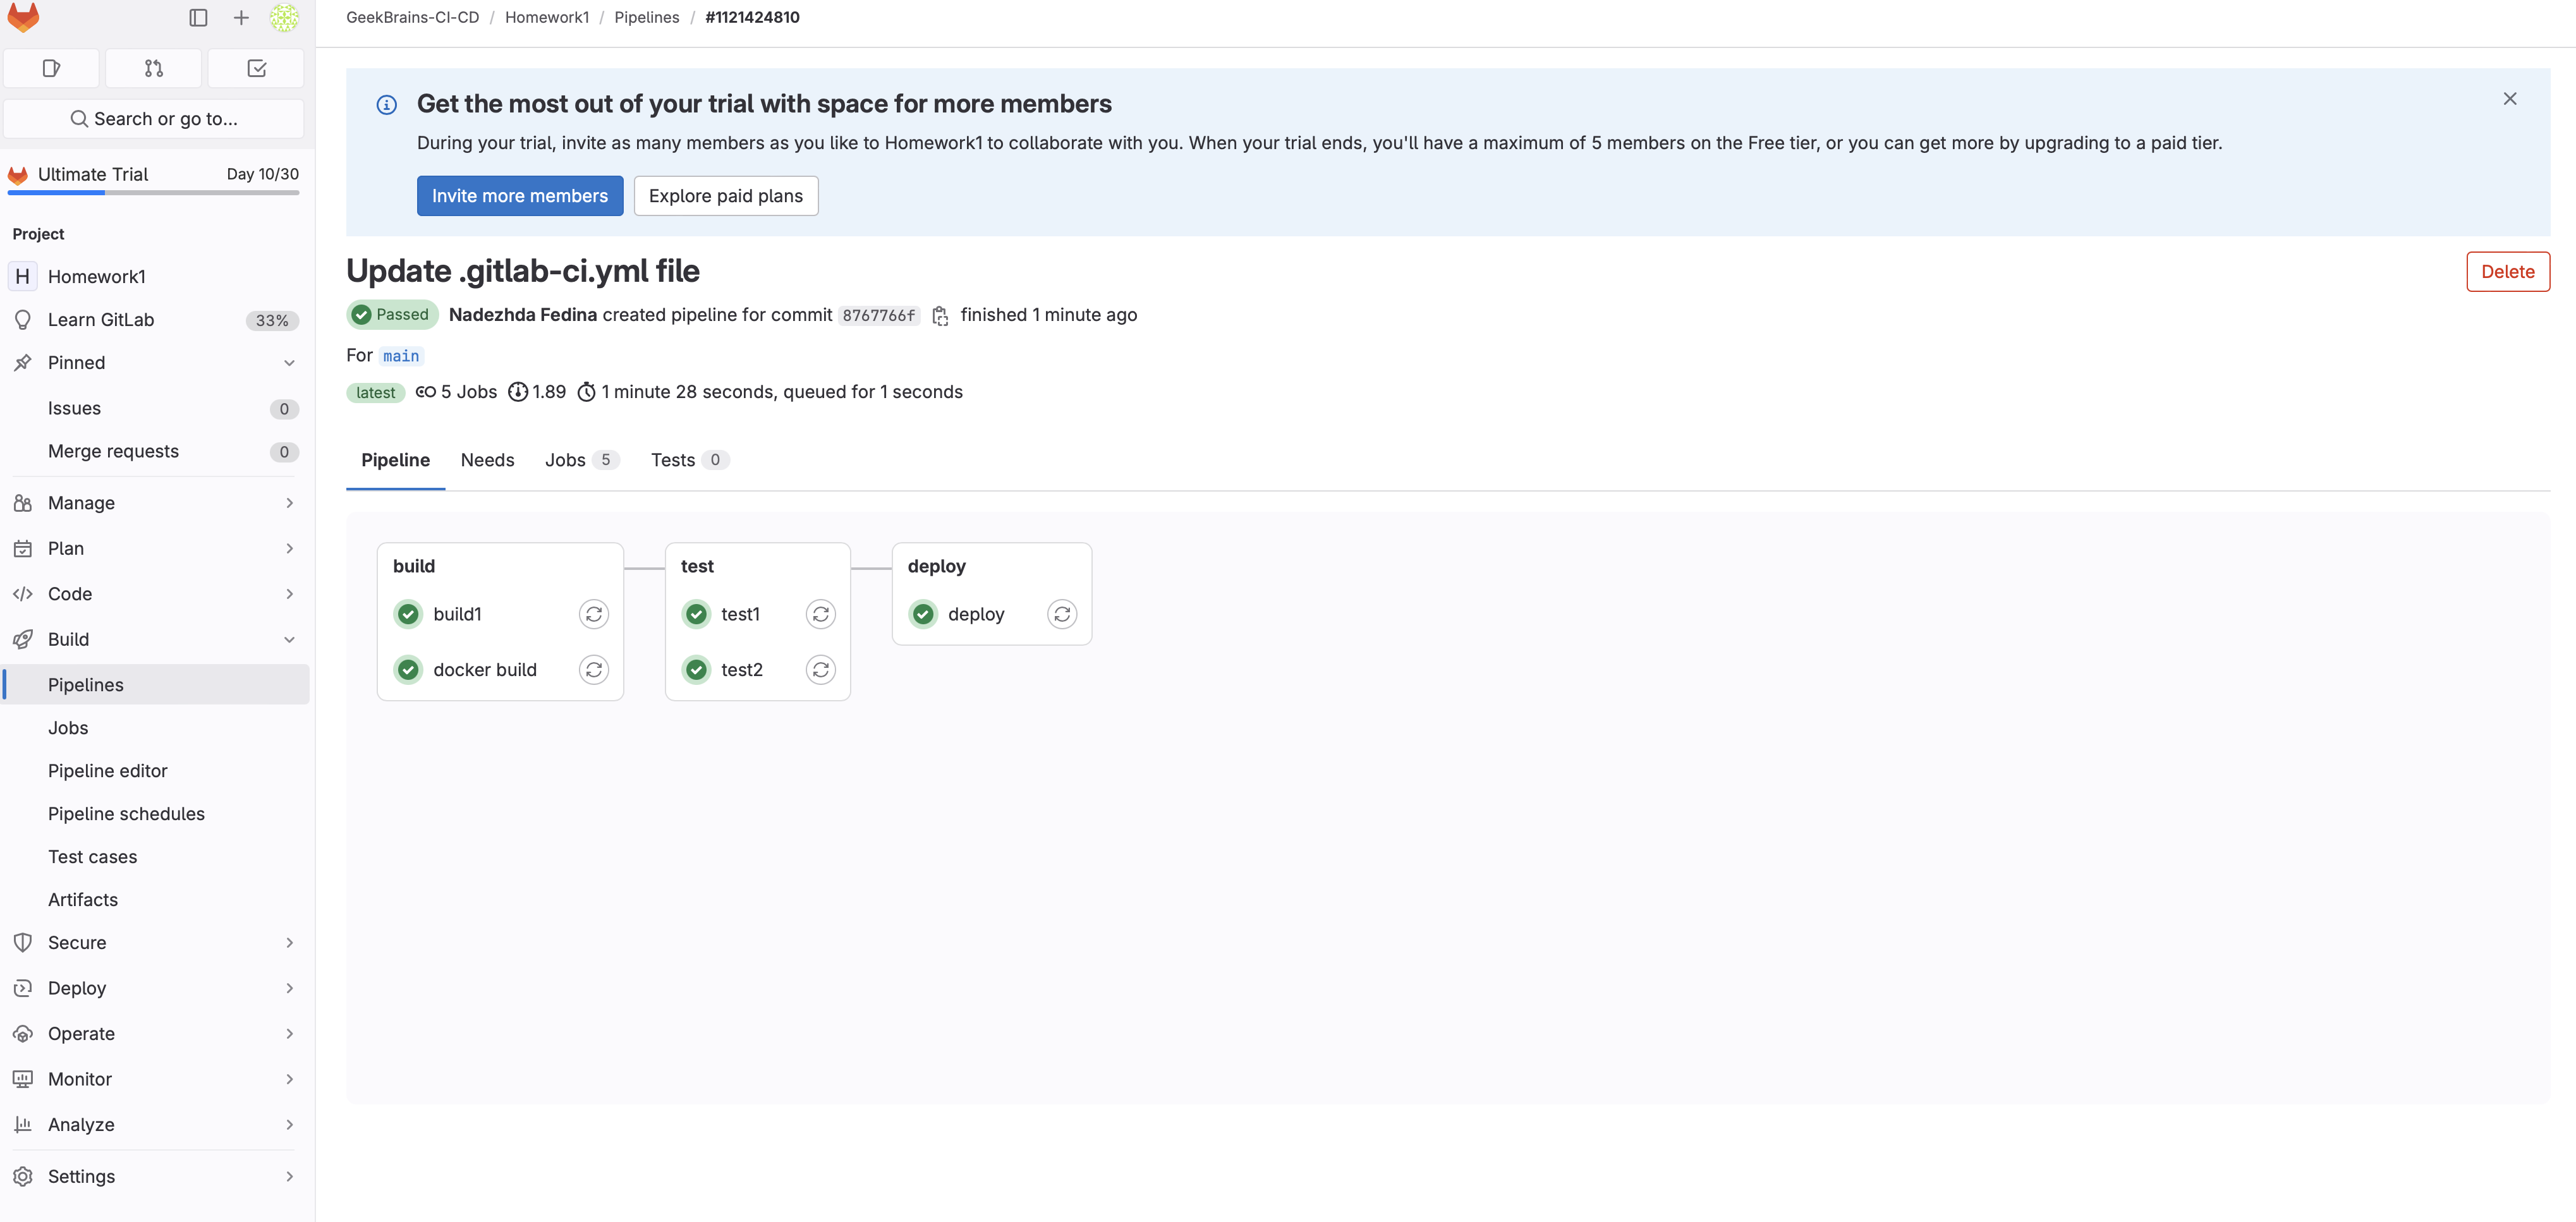 GeekBrains-CI-CD / Homework1 / Pipelines / #1121424810
Search or go to...
Ultimate Trial Day 10/30
Project
H Homework1
Learn GitLab 33%
Pinned
Issues 0
Merge requests 0
Manage
Plan
Code
Build
Pipelines
Jobs
Pipeline editor
Pipeline schedules
Test cases
Artifacts
Secure
Deploy
Operate
Monitor
Analyze
Settings
Get the most out of your trial with space for more members
During your trial, invite as many members as you like to Homework1 to collaborate with you. When your trial ends, you'll have a maximum of 5 members on the Free tier, or you can get more by upgrading to a paid tier.
Invite more members Explore paid plans
Update .gitlab-ci.yml file
Delete
Passed Nadezhda Fedina created pipeline for commit 8767766f finished 1 minute ago
For main
latest 5 Jobs 1.89 1 minute 28 seconds, queued for 1 seconds
Pipeline Needs Jobs 5 Tests 0
build
build1
docker build
test
test1
test2
deploy
deploy